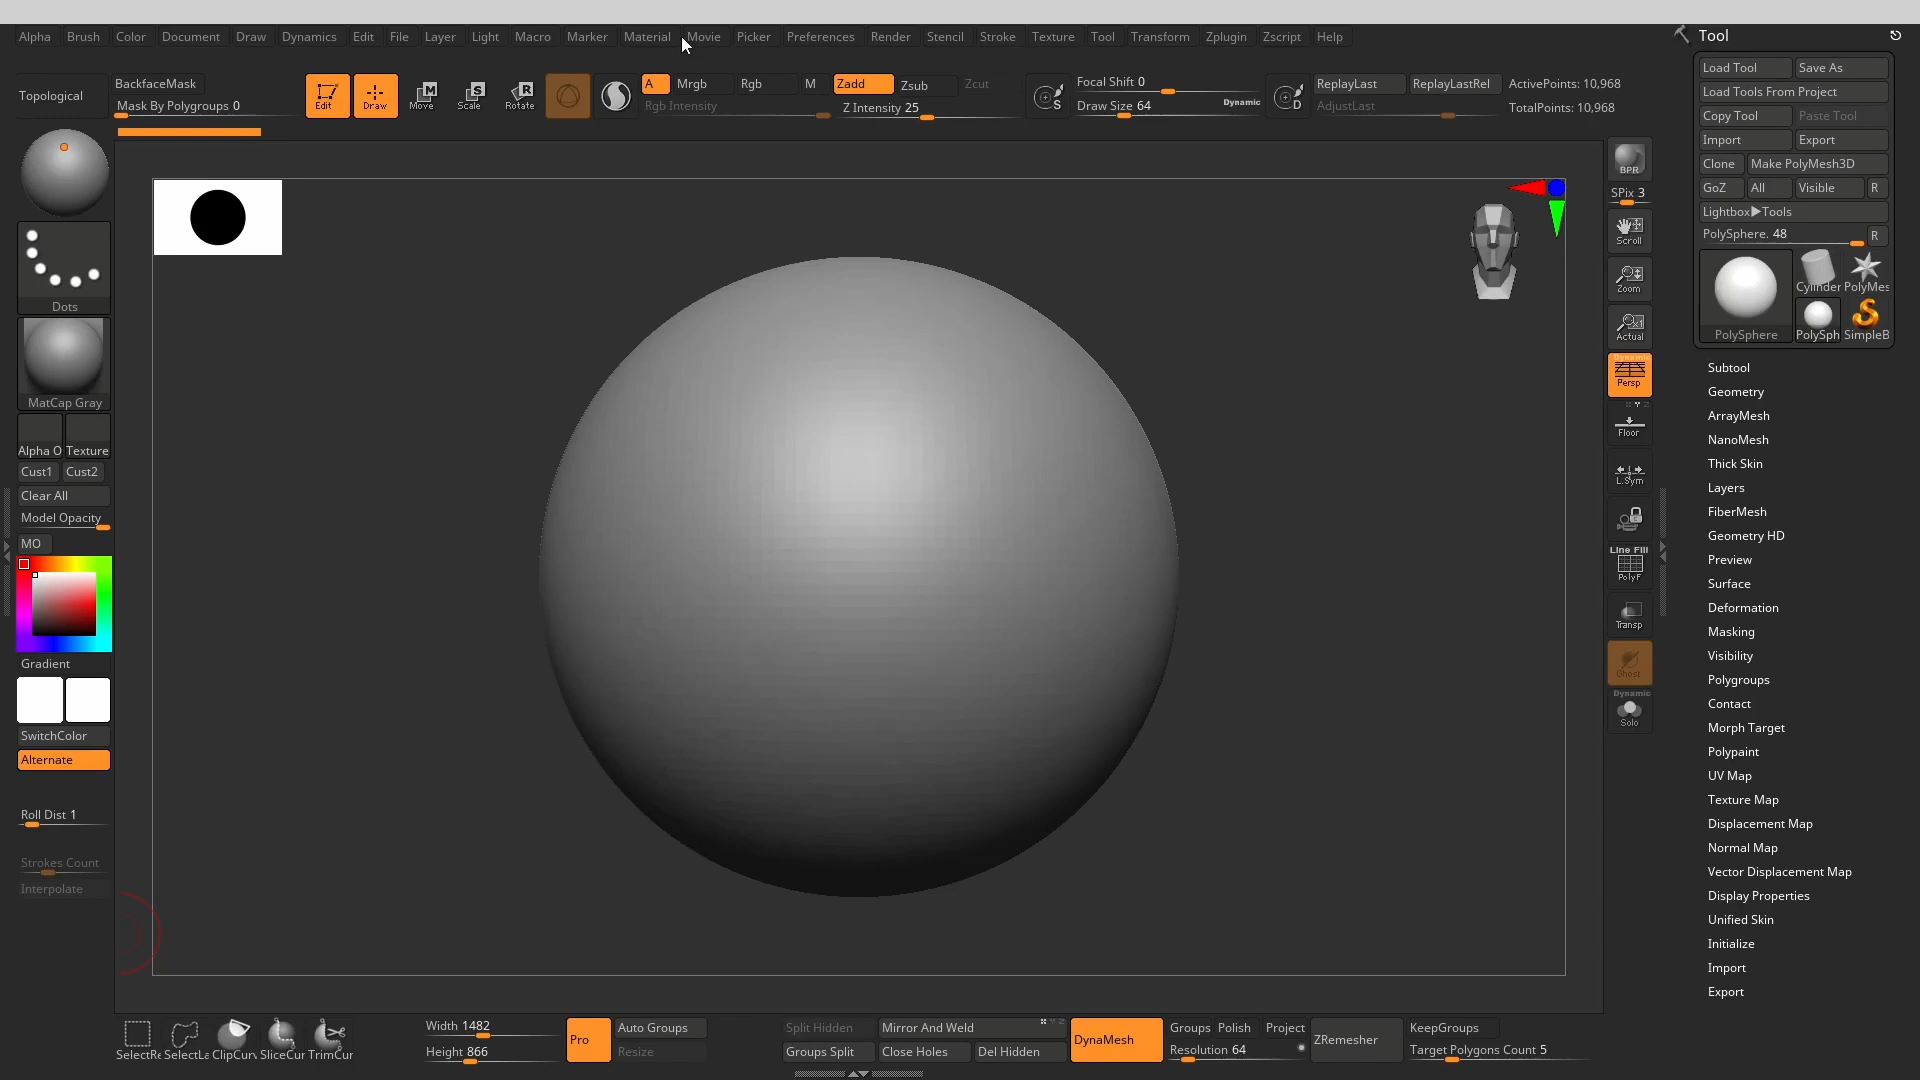 Alpha Brush Color Document Draw Dynamics Edit File Layer Light Macro Marker Material Movie Picker Preferences Render Stencil Stroke Texture Tool Transform Zplugin Zscript Help
Topological
BackfaceMask
Mask By Polygroups 0
Edit Draw Move Scale Rotate
A Mrgb Rgb M Zadd Zsub Zcut
Rgb Intensity Z Intensity 25
Focal Shift 0
Draw Size 64 Dynamic
ReplayLast ReplayLastRel
AdjustLast
ActivePoints: 10,968
TotalPoints: 10,968
Dots
MatCap Gray
Alpha O Texture
Cust1 Cust2
Clear All
Model Opacity
MO
Gradient
SwitchColor
Alternate
Roll Dist 1
Strokes Count
Interpolate
BPR
SPix 3
Scroll
Zoom
Actual
Dynamic
Persp
Floor
L.Sym
Line Fill
PolyF
Transp
Ghost
Dynamic
Solo
Tool
Load Tool Save As
Load Tools From Project
Copy Tool Paste Tool
Import Export
Clone Make PolyMesh3D
GoZ All Visible R
Lightbox▶Tools
PolySphere. 48 R
Cylinder PolyMes
PolySphere PolySph SimpleB
Subtool
Geometry
ArrayMesh
NanoMesh
Thick Skin
Layers
FiberMesh
Geometry HD
Preview
Surface
Deformation
Masking
Visibility
Polygroups
Contact
Morph Target
Polypaint
UV Map
Texture Map
Displacement Map
Normal Map
Vector Displacement Map
Display Properties
Unified Skin
Initialize
Import
Export
SelectRe SelectLa ClipCurv SliceCur TrimCur
Width 1482
Height 866
Pro
Auto Groups
Resize
Split Hidden Mirror And Weld
Groups Split Close Holes Del Hidden
DynaMesh
Groups Polish Project
Resolution 64
ZRemesher
KeepGroups
Target Polygons Count 5